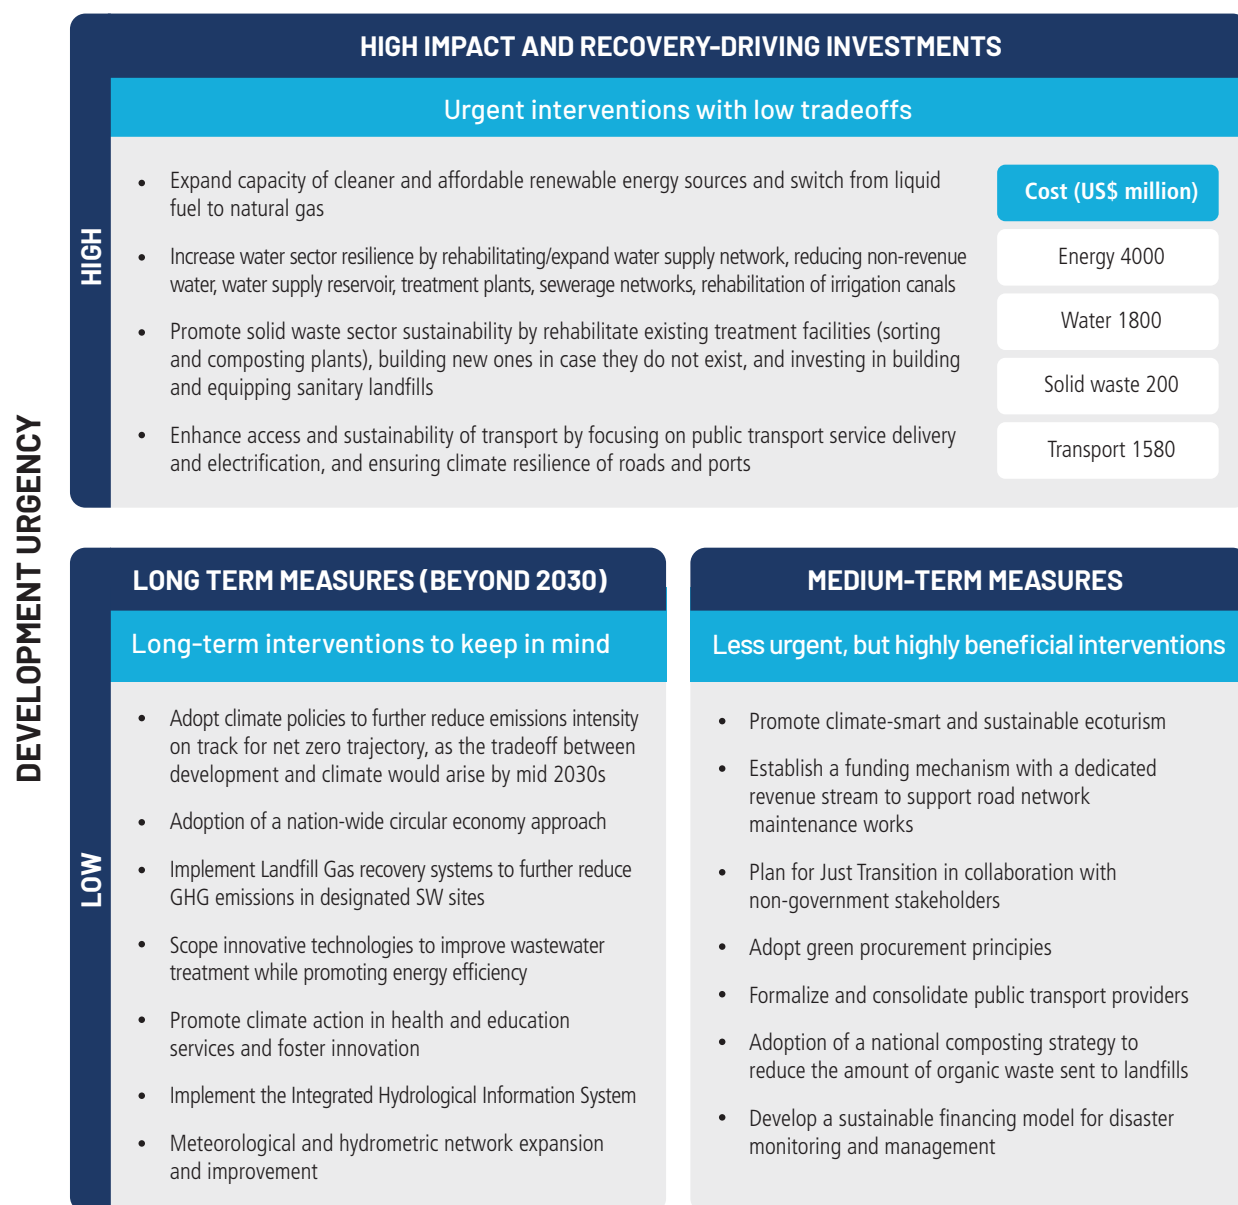 DEVELOPMENT URGENCY
HIGH IMPACT AND RECOVERY-DRIVING INVESTMENTS
Urgent interventions with low tradeoffs
HIGH
• Expand capacity of cleaner and affordable renewable energy sources and switch from liquid
fuel to natural gas
• Increase water sector resilience by rehabilitating/expand water supply network, reducing non-revenue
water, water supply reservoir, treatment plants, sewerage networks, rehabilitation of irrigation canals
• Promote solid waste sector sustainability by rehabilitate existing treatment facilities (sorting
and composting plants), building new ones in case they do not exist, and investing in building
and equipping sanitary landfills
• Enhance access and sustainability of transport by focusing on public transport service delivery
and electrification, and ensuring climate resilience of roads and ports
Cost (US$ million)
Energy 4000
Water 1800
Solid waste 200
Transport 1580
LOW
LONG TERM MEASURES (BEYOND 2030)
Long-term interventions to keep in mind
• Adopt climate policies to further reduce emissions intensity
on track for net zero trajectory, as the tradeoff between
development and climate would arise by mid 2030s
• Adoption of a nation-wide circular economy approach
• Implement Landfill Gas recovery systems to further reduce
GHG emissions in designated SW sites
• Scope innovative technologies to improve wastewater
treatment while promoting energy efficiency
• Promote climate action in health and education
services and foster innovation
• Implement the Integrated Hydrological Information System
• Meteorological and hydrometric network expansion
and improvement
MEDIUM-TERM MEASURES
Less urgent, but highly beneficial interventions
• Promote climate-smart and sustainable ecoturism
• Establish a funding mechanism with a dedicated
revenue stream to support road network
maintenance works
• Plan for Just Transition in collaboration with
non-government stakeholders
• Adopt green procurement principies
• Formalize and consolidate public transport providers
• Adoption of a national composting strategy to
reduce the amount of organic waste sent to landfills
• Develop a sustainable financing model for disaster
monitoring and management